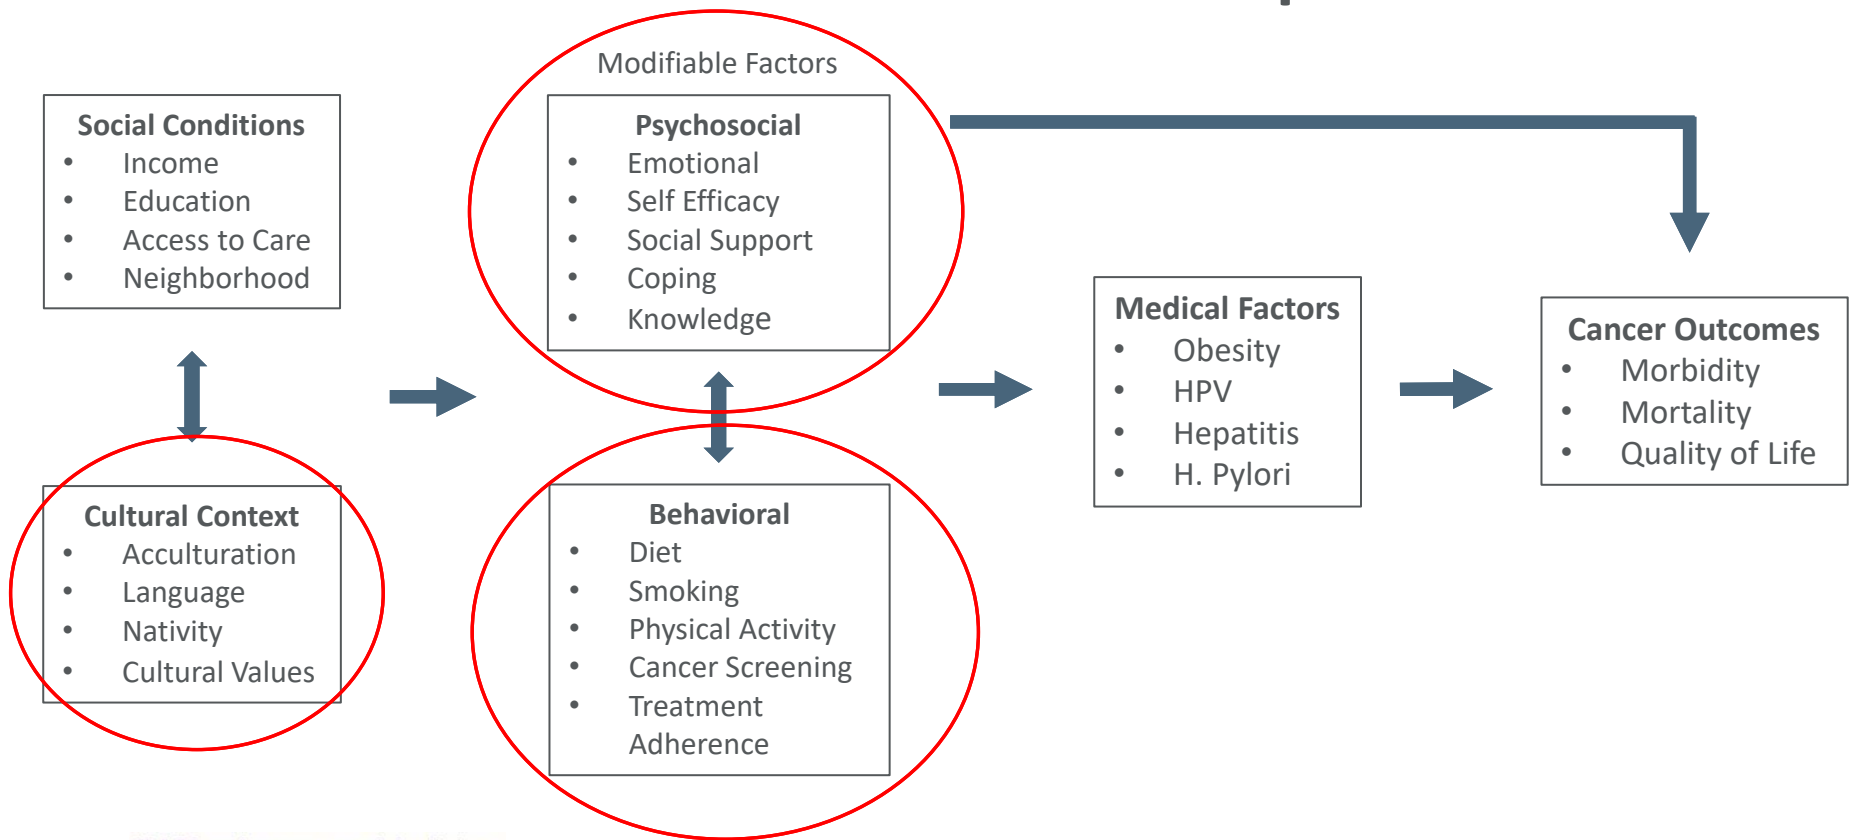 Modifiable Factors
Social Conditions
• Income
• Education
• Access to Care
• Neighborhood
Psychosocial
• Emotional
• Self Efficacy
• Social Support
• Coping
• Knowledge
Medical Factors
• Obesity
• HPV
• Hepatitis
• H. Pylori
Cancer Outcomes
• Morbidity
• Mortality
• Quality of Life
Cultural Context
• Acculturation
• Language
• Nativity
• Cultural Values
Behavioral
• Diet
• Smoking
• Physical Activity
• Cancer Screening
• Treatment
Adherence